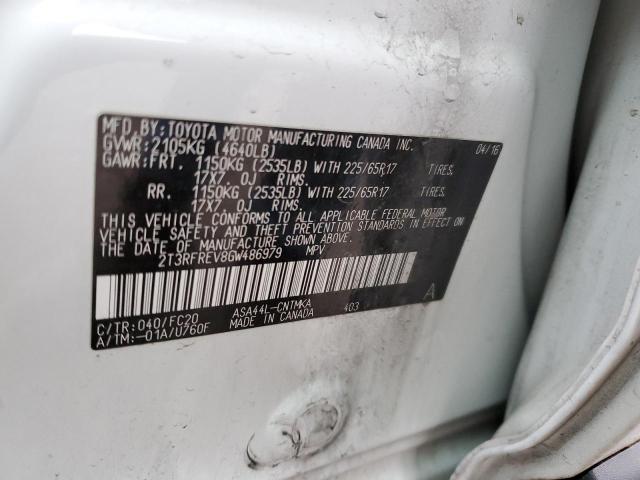 MFD. BY: TOYOTA MOTOR MANUFACTURING CANADA INC. 04/16
GVWR: 2105KG (4640LB)
GAWR: FRT. 1150KG (2535LB) WITH 225/65R17 TIRES.
17X7.0J RIMS.
RR. 1150KG (2535LB) WITH 225/65R17 TIRES.
17X7.0J RIMS.
THIS VEHICLE CONFORMS TO ALL APPLICABLE FEDERAL MOTOR
VEHICLE SAFETY AND THEFT PREVENTION STANDARDS IN EFFECT ON
THE DATE OF MANUFACTURE SHOWN ABOVE.
2T3RFREV8GW486979 MPV
C/TR: 040/FC20 ASA44L-CNTMKA 403 A
A/TM: -01A/U760F MADE IN CANADA